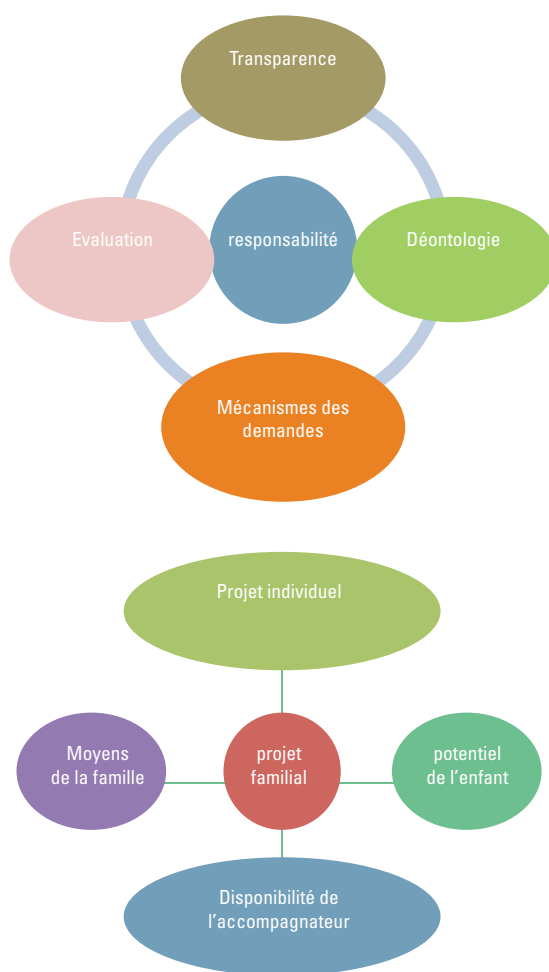 Transparence
Evaluation
responsabilité
Déontologie
Mécanismes des
demandes
Projet individuel
Moyens
de la famille
projet
familial
potentiel
de l'enfant
Disponibilité de
l'accompagnateur